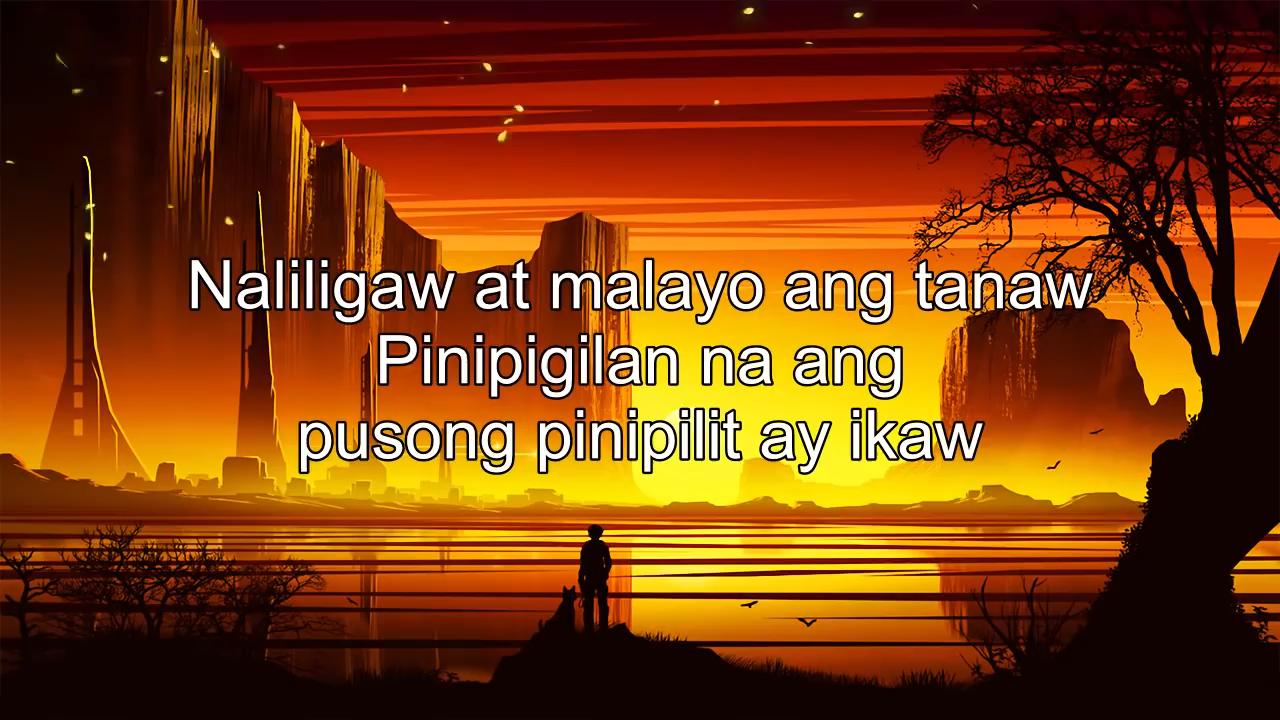 Naliligaw at malayo ang tanaw
Pinipigilan na ang
pusong pinipilit ay ikaw